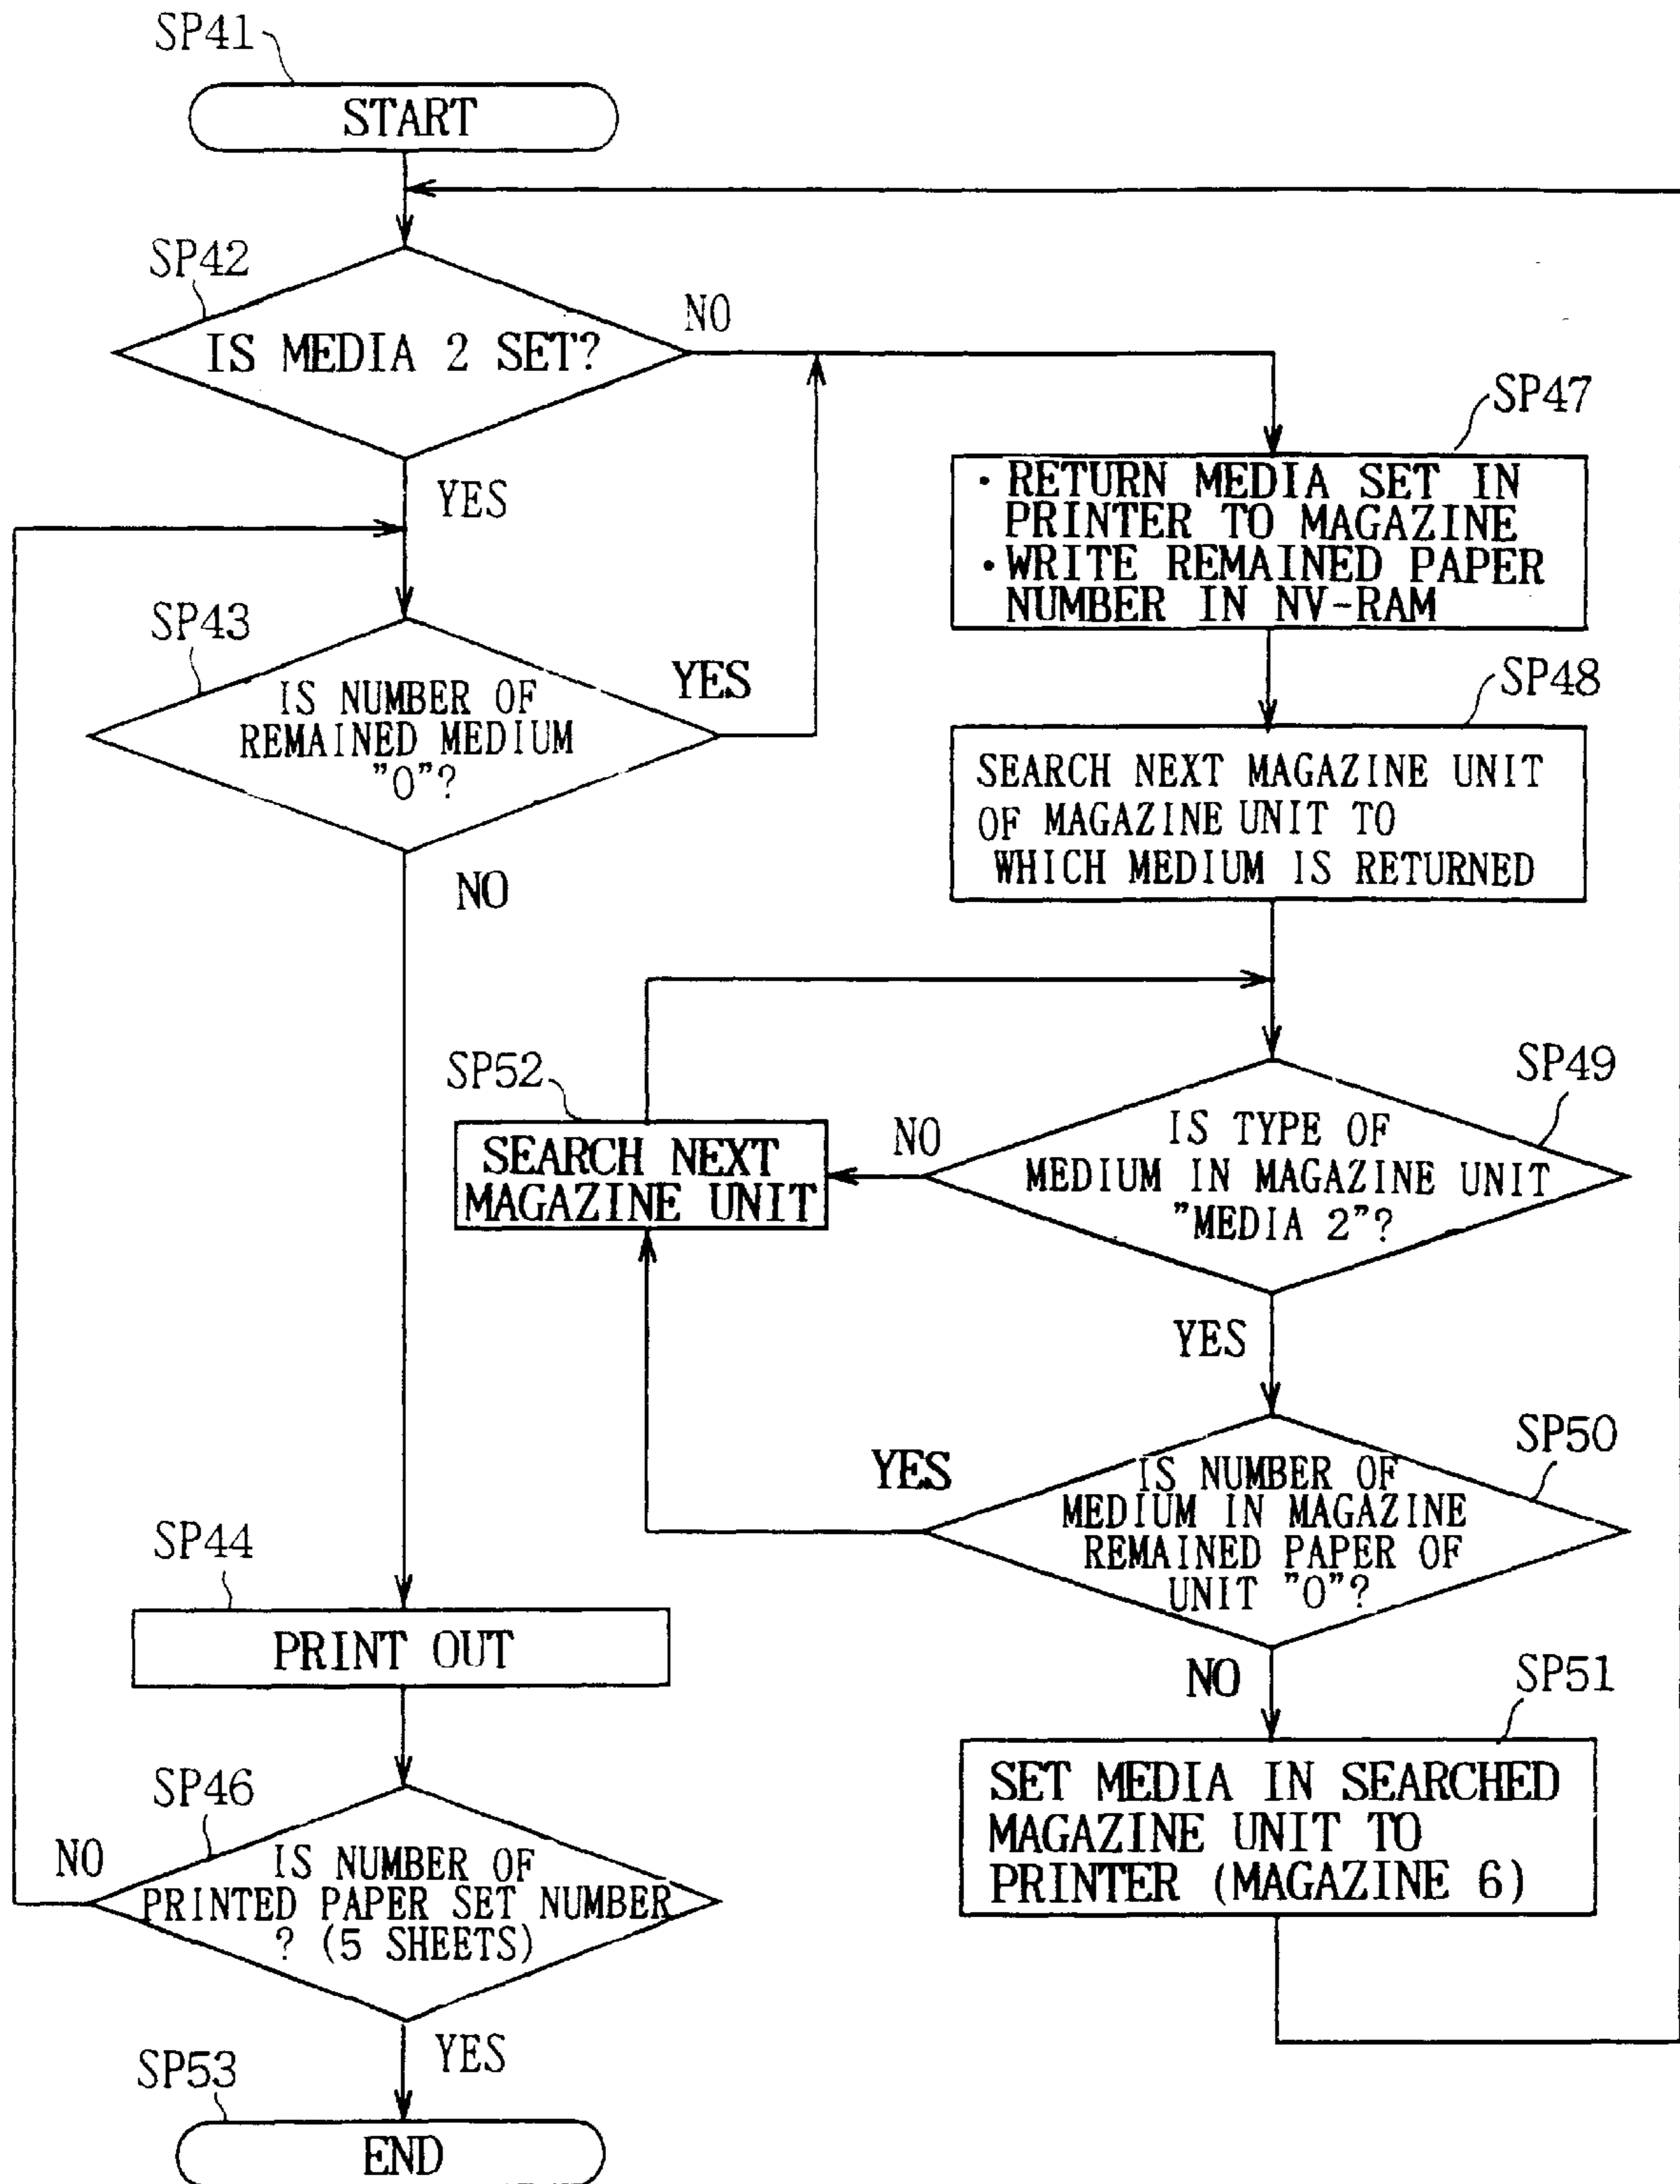 SP41
START
SP42
IS MEDIA 2 SET?
NO
YES
SP43
IS NUMBER OF
REMAINED MEDIUM
"0"?
YES
NO
SP47
• RETURN MEDIA SET IN
PRINTER TO MAGAZINE
• WRITE REMAINED PAPER
NUMBER IN NV-RAM
SP48
SEARCH NEXT MAGAZINE UNIT
OF MAGAZINE UNIT TO
WHICH MEDIUM IS RETURNED
SP52
SEARCH NEXT
MAGAZINE UNIT
NO
SP49
IS TYPE OF
MEDIUM IN MAGAZINE UNIT
"MEDIA 2"?
YES
SP50
YES
IS NUMBER OF
MEDIUM IN MAGAZINE
REMAINED PAPER OF
UNIT "0"?
NO
SP51
SET MEDIA IN SEARCHED
MAGAZINE UNIT TO
PRINTER (MAGAZINE 6)
SP44
PRINT OUT
SP46
NO
IS NUMBER OF
PRINTED PAPER SET NUMBER
? (5 SHEETS)
YES
SP53
END